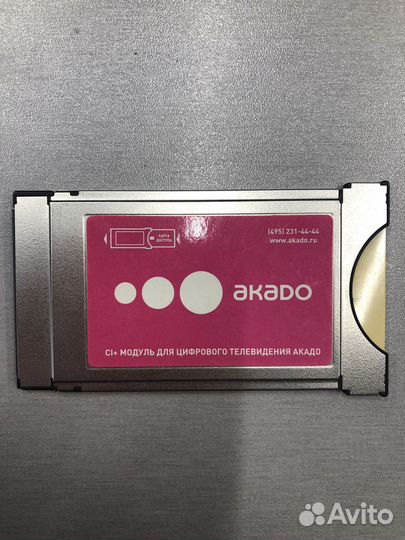 КАРТА
ДОСТУПА
(495) 231-44-44
www.akado.ru
акадо
CI+ МОДУЛЬ ДЛЯ ЦИФРОВОГО ТЕЛЕВИДЕНИЯ АКАДО
Avito